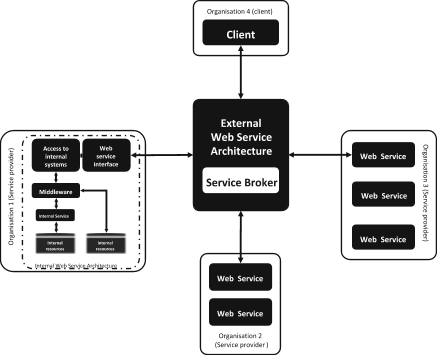 Organisation 4 (client)
Client
External
Web Service
Architecture
Service Broker
Organisation 1 (Service provider)
Access to
internal
systems
Web
service
interface
Middleware
Internal Service
Internal
resources
Internal
resources
Internal Web Service Architecture
Web Service
Web Service
Web Service
Organisation 3 (Service
provider)
Web Service
Web Service
Organisation 2
(Service provider )